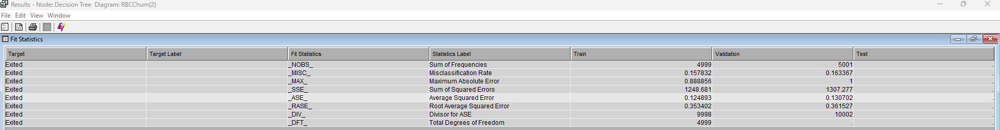 Results - Node: Decision Tree Diagram: RBCChurn(2)
File Edit View Window
Fit Statistics
Target Target Label Fit Statistics Statistics Label Train Validation Test
Exited _NOBS_ Sum of Frequencies 4999 5001 .
Exited _MISC_ Misclassification Rate 0.157832 0.163367 .
Exited _MAX_ Maximum Absolute Error 0.888856 1 .
Exited _SSE_ Sum of Squared Errors 1248.681 1307.277 .
Exited _ASE_ Average Squared Error 0.124893 0.130702 .
Exited _RASE_ Root Average Squared Error 0.353402 0.361527 .
Exited _DIV_ Divisor for ASE 9998 10002 .
Exited _DFT_ Total Degrees of Freedom 4999 . .